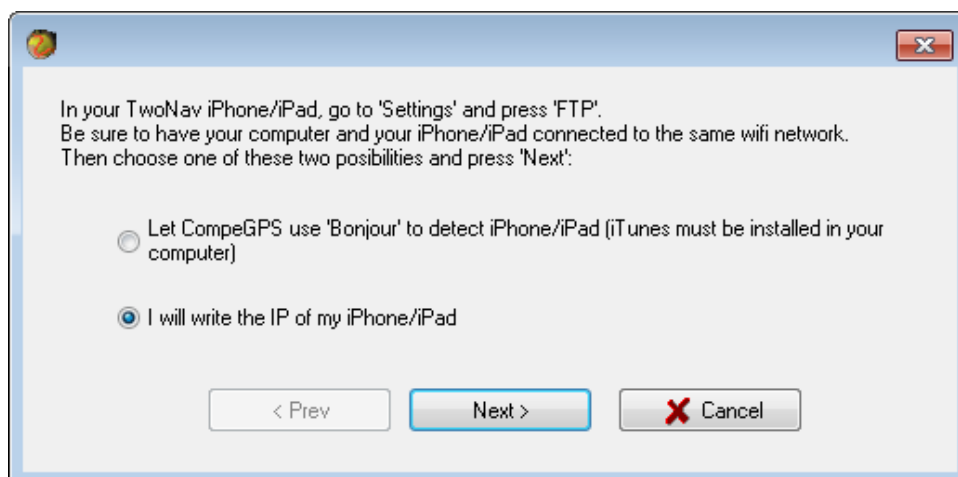 In your TwoNav iPhone/iPad, go to 'Settings' and press 'FTP'.
Be sure to have your computer and your iPhone/iPad connected to the same wifi network.
Then choose one of these two posibilities and press 'Next':
Let CompeGPS use 'Bonjour' to detect iPhone/iPad (iTunes must be installed in your
computer)
I will write the IP of my iPhone/iPad
< Prev
Next >
Cancel